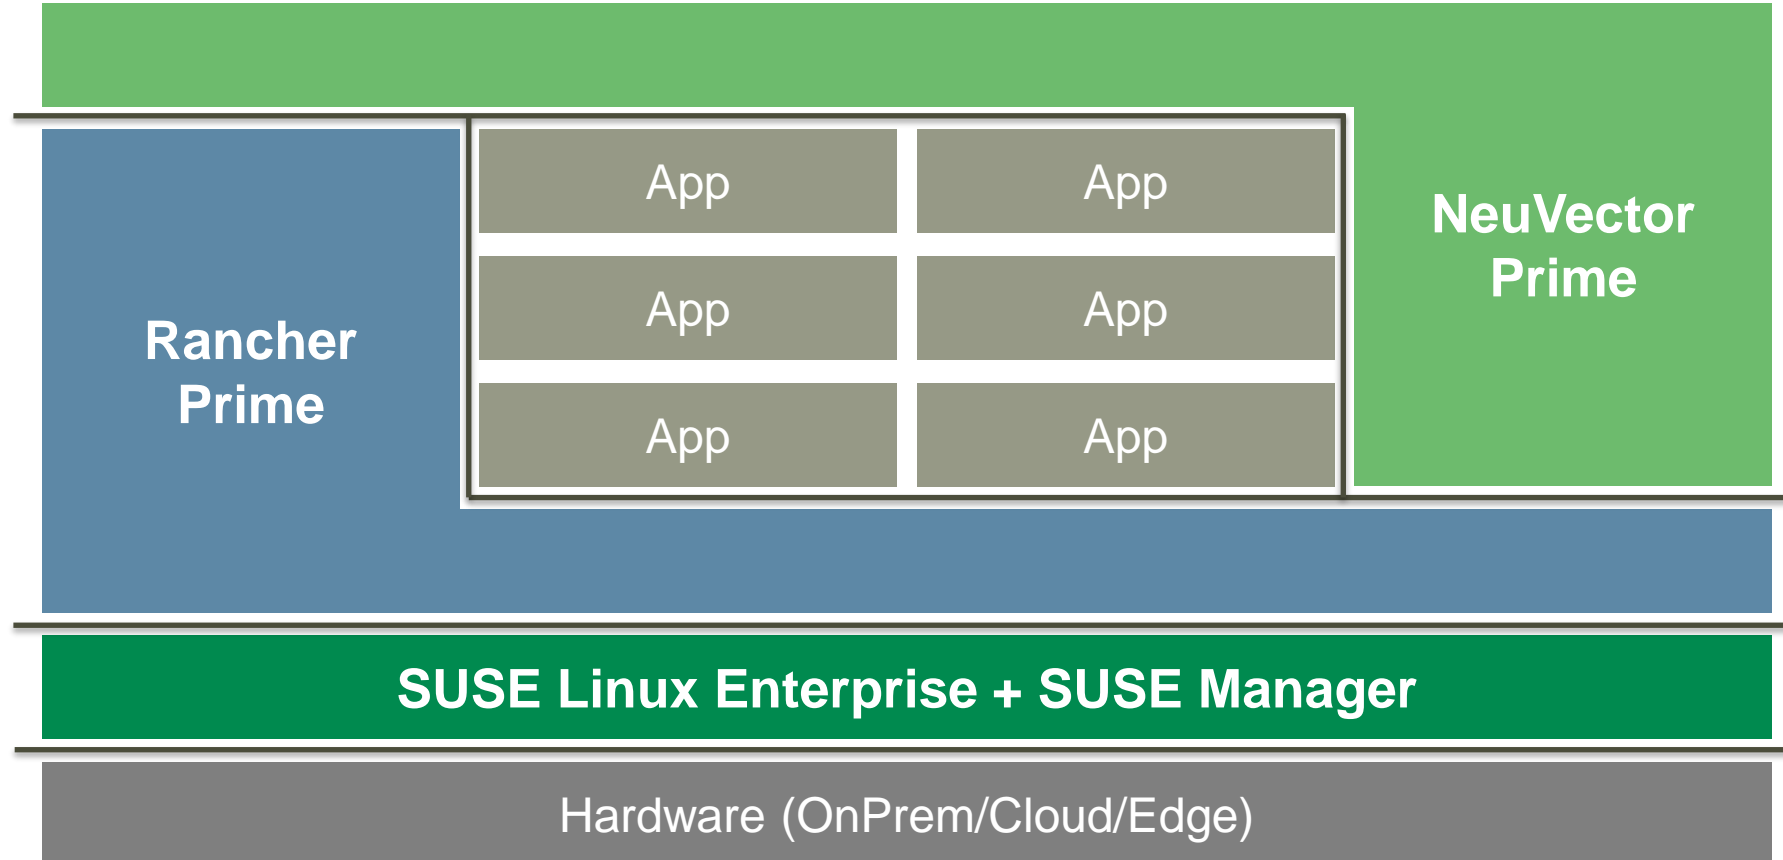 App
App
NeuVector
Prime
App
App
Rancher
Prime
App
App
SUSE Linux Enterprise + SUSE Manager
Hardware (OnPrem/Cloud/Edge)